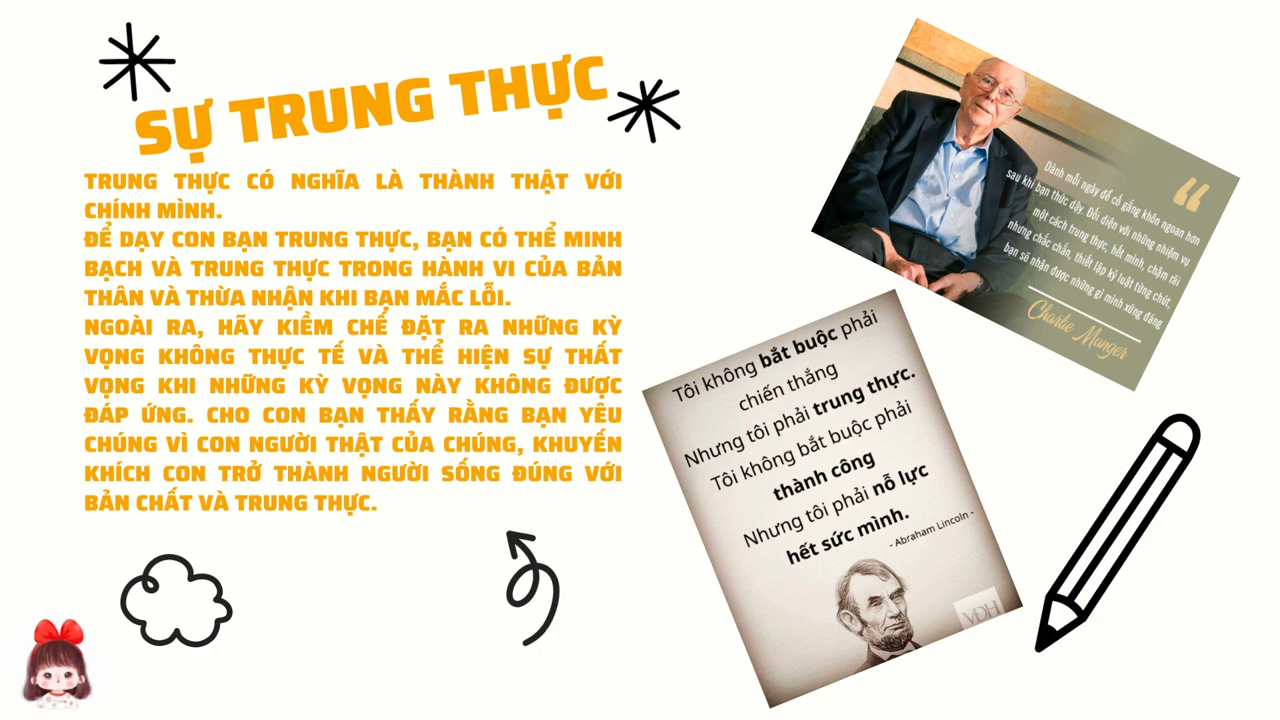 SỰ TRUNG THỰC
TRUNG THỰC CÓ NGHĨA LÀ THÀNH THẬT VỚI
CHÍNH MÌNH.
ĐỂ DẠY CON BẠN TRUNG THỰC, BẠN CÓ THỂ MINH
BẠCH VÀ TRUNG THỰC TRONG HÀNH VI CỦA BẢN
THÂN VÀ THỪA NHẬN KHI BẠN MẮC LỖI.
NGOÀI RA, HÃY KIỀM CHẾ ĐẶT RA NHỮNG KỲ
VỌNG KHÔNG THỰC TẾ VÀ THỂ HIỆN SỰ THẤT
VỌNG KHI NHỮNG KỲ VỌNG NÀY KHÔNG ĐƯỢC
ĐÁP ỨNG. CHO CON BẠN THẤY RẰNG BẠN YÊU
CHÚNG VÌ CON NGƯỜI THẬT CỦA CHÚNG, KHUYẾN
KHÍCH CON TRỞ THÀNH NGƯỜI SỐNG ĐÚNG VỚI
BẢN CHẤT VÀ TRUNG THỰC.
Dành mỗi ngày để cố gắng khôn ngoan hơn
sau khi bạn thức dậy. Đối diện với những nhiệm vụ
một cách trung thực, hết mình, chậm rãi
nhưng chắc chắn, thiết lập kỷ luật từng chút,
bạn sẽ nhận được những gì mình xứng đáng
Charlie Munger
Tôi không bắt buộc phải
chiến thắng
Nhưng tôi phải trung thực.
Tôi không bắt buộc phải
thành công
Nhưng tôi phải nỗ lực
hết sức mình.
- Abraham Lincoln -
VDH